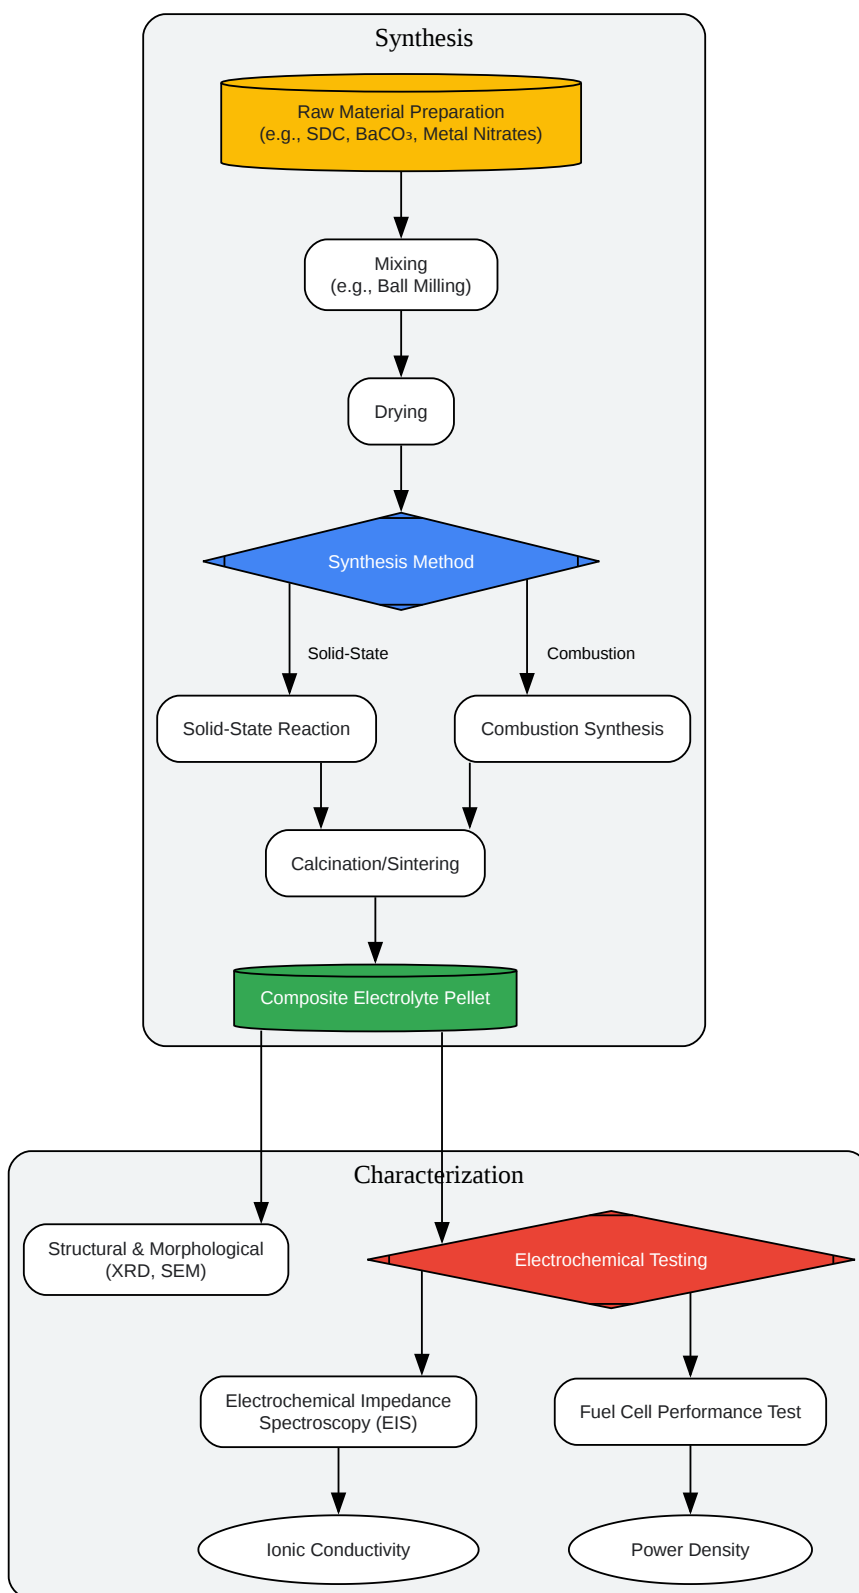 Synthesis
Raw Material Preparation
(e.g., SDC, BaCO₃, Metal Nitrates)
Mixing
(e.g., Ball Milling)
Drying
Synthesis Method
Solid-State
Combustion
Solid-State Reaction
Combustion Synthesis
Calcination/Sintering
Composite Electrolyte Pellet
Characterization
Structural & Morphological
(XRD, SEM)
Electrochemical Testing
Electrochemical Impedance
Spectroscopy (EIS)
Fuel Cell Performance Test
Ionic Conductivity
Power Density